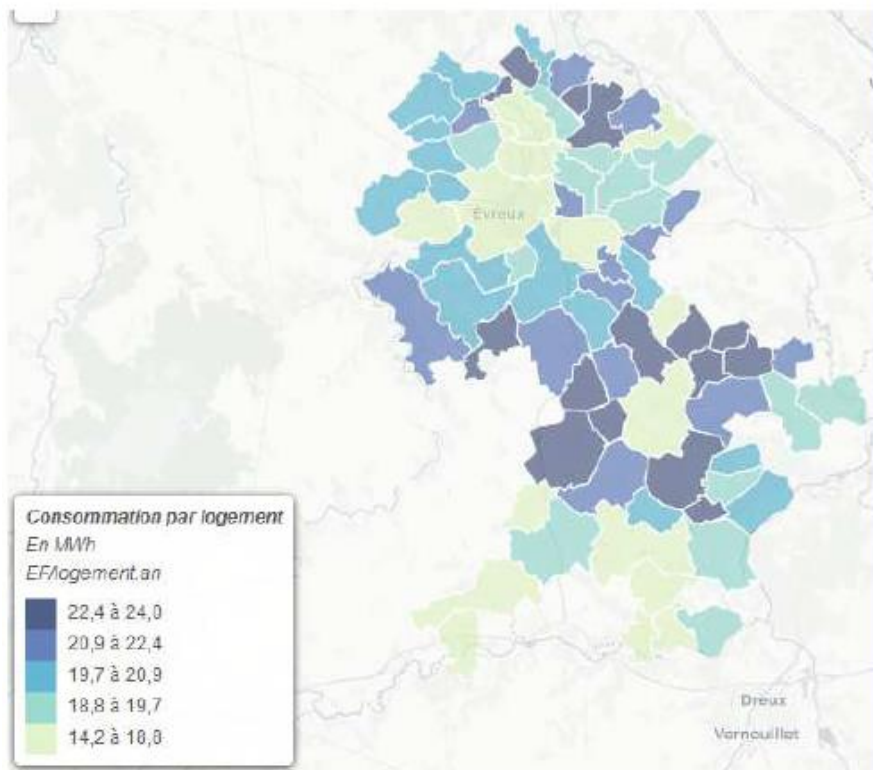 Évreux
Consommation par logement
En MWh
EF/logement.an
22,4 à 24,0
20,9 à 22,4
19,7 à 20,9
18,8 à 19,7
14,2 à 18,8
Dreux
Vernouillet